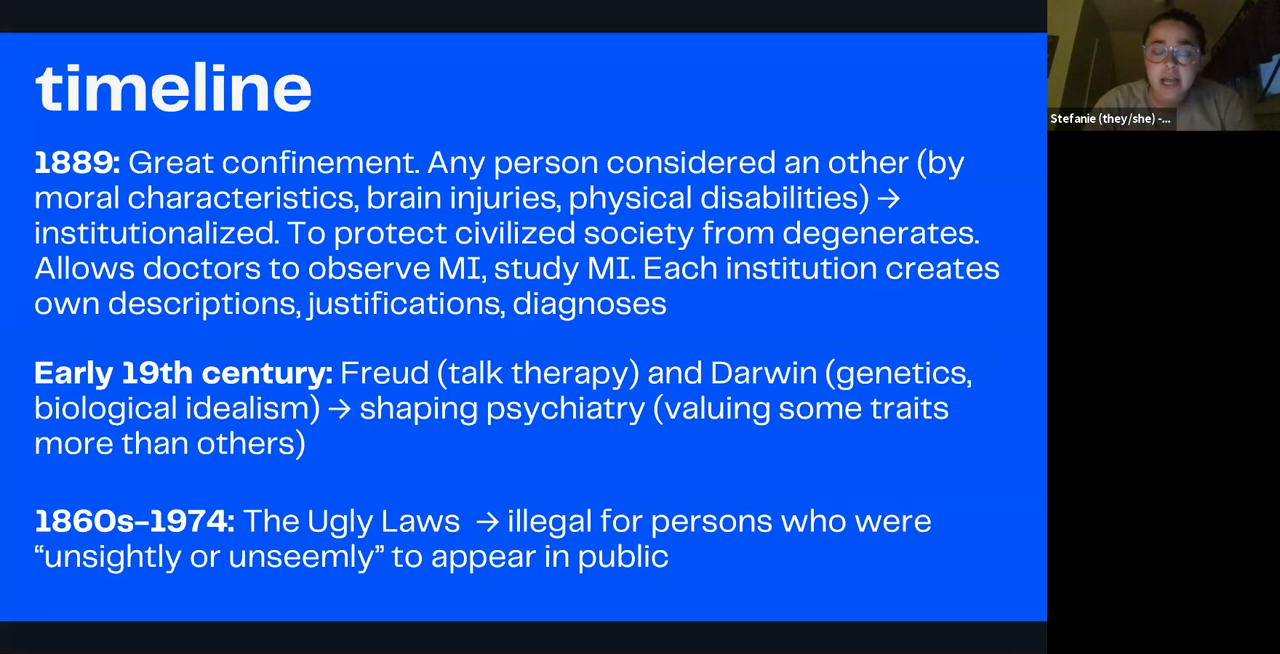 timeline
1889: Great confinement. Any person considered an other (by
moral characteristics, brain injuries, physical disabilities) →
institutionalized. To protect civilized society from degenerates.
Allows doctors to observe MI, study MI. Each institution creates
own descriptions, justifications, diagnoses
Early 19th century: Freud (talk therapy) and Darwin (genetics,
biological idealism) → shaping psychiatry (valuing some traits
more than others)
1860s-1974: The Ugly Laws → illegal for persons who were
“unsightly or unseemly” to appear in public
Stefanie (they/she) -...